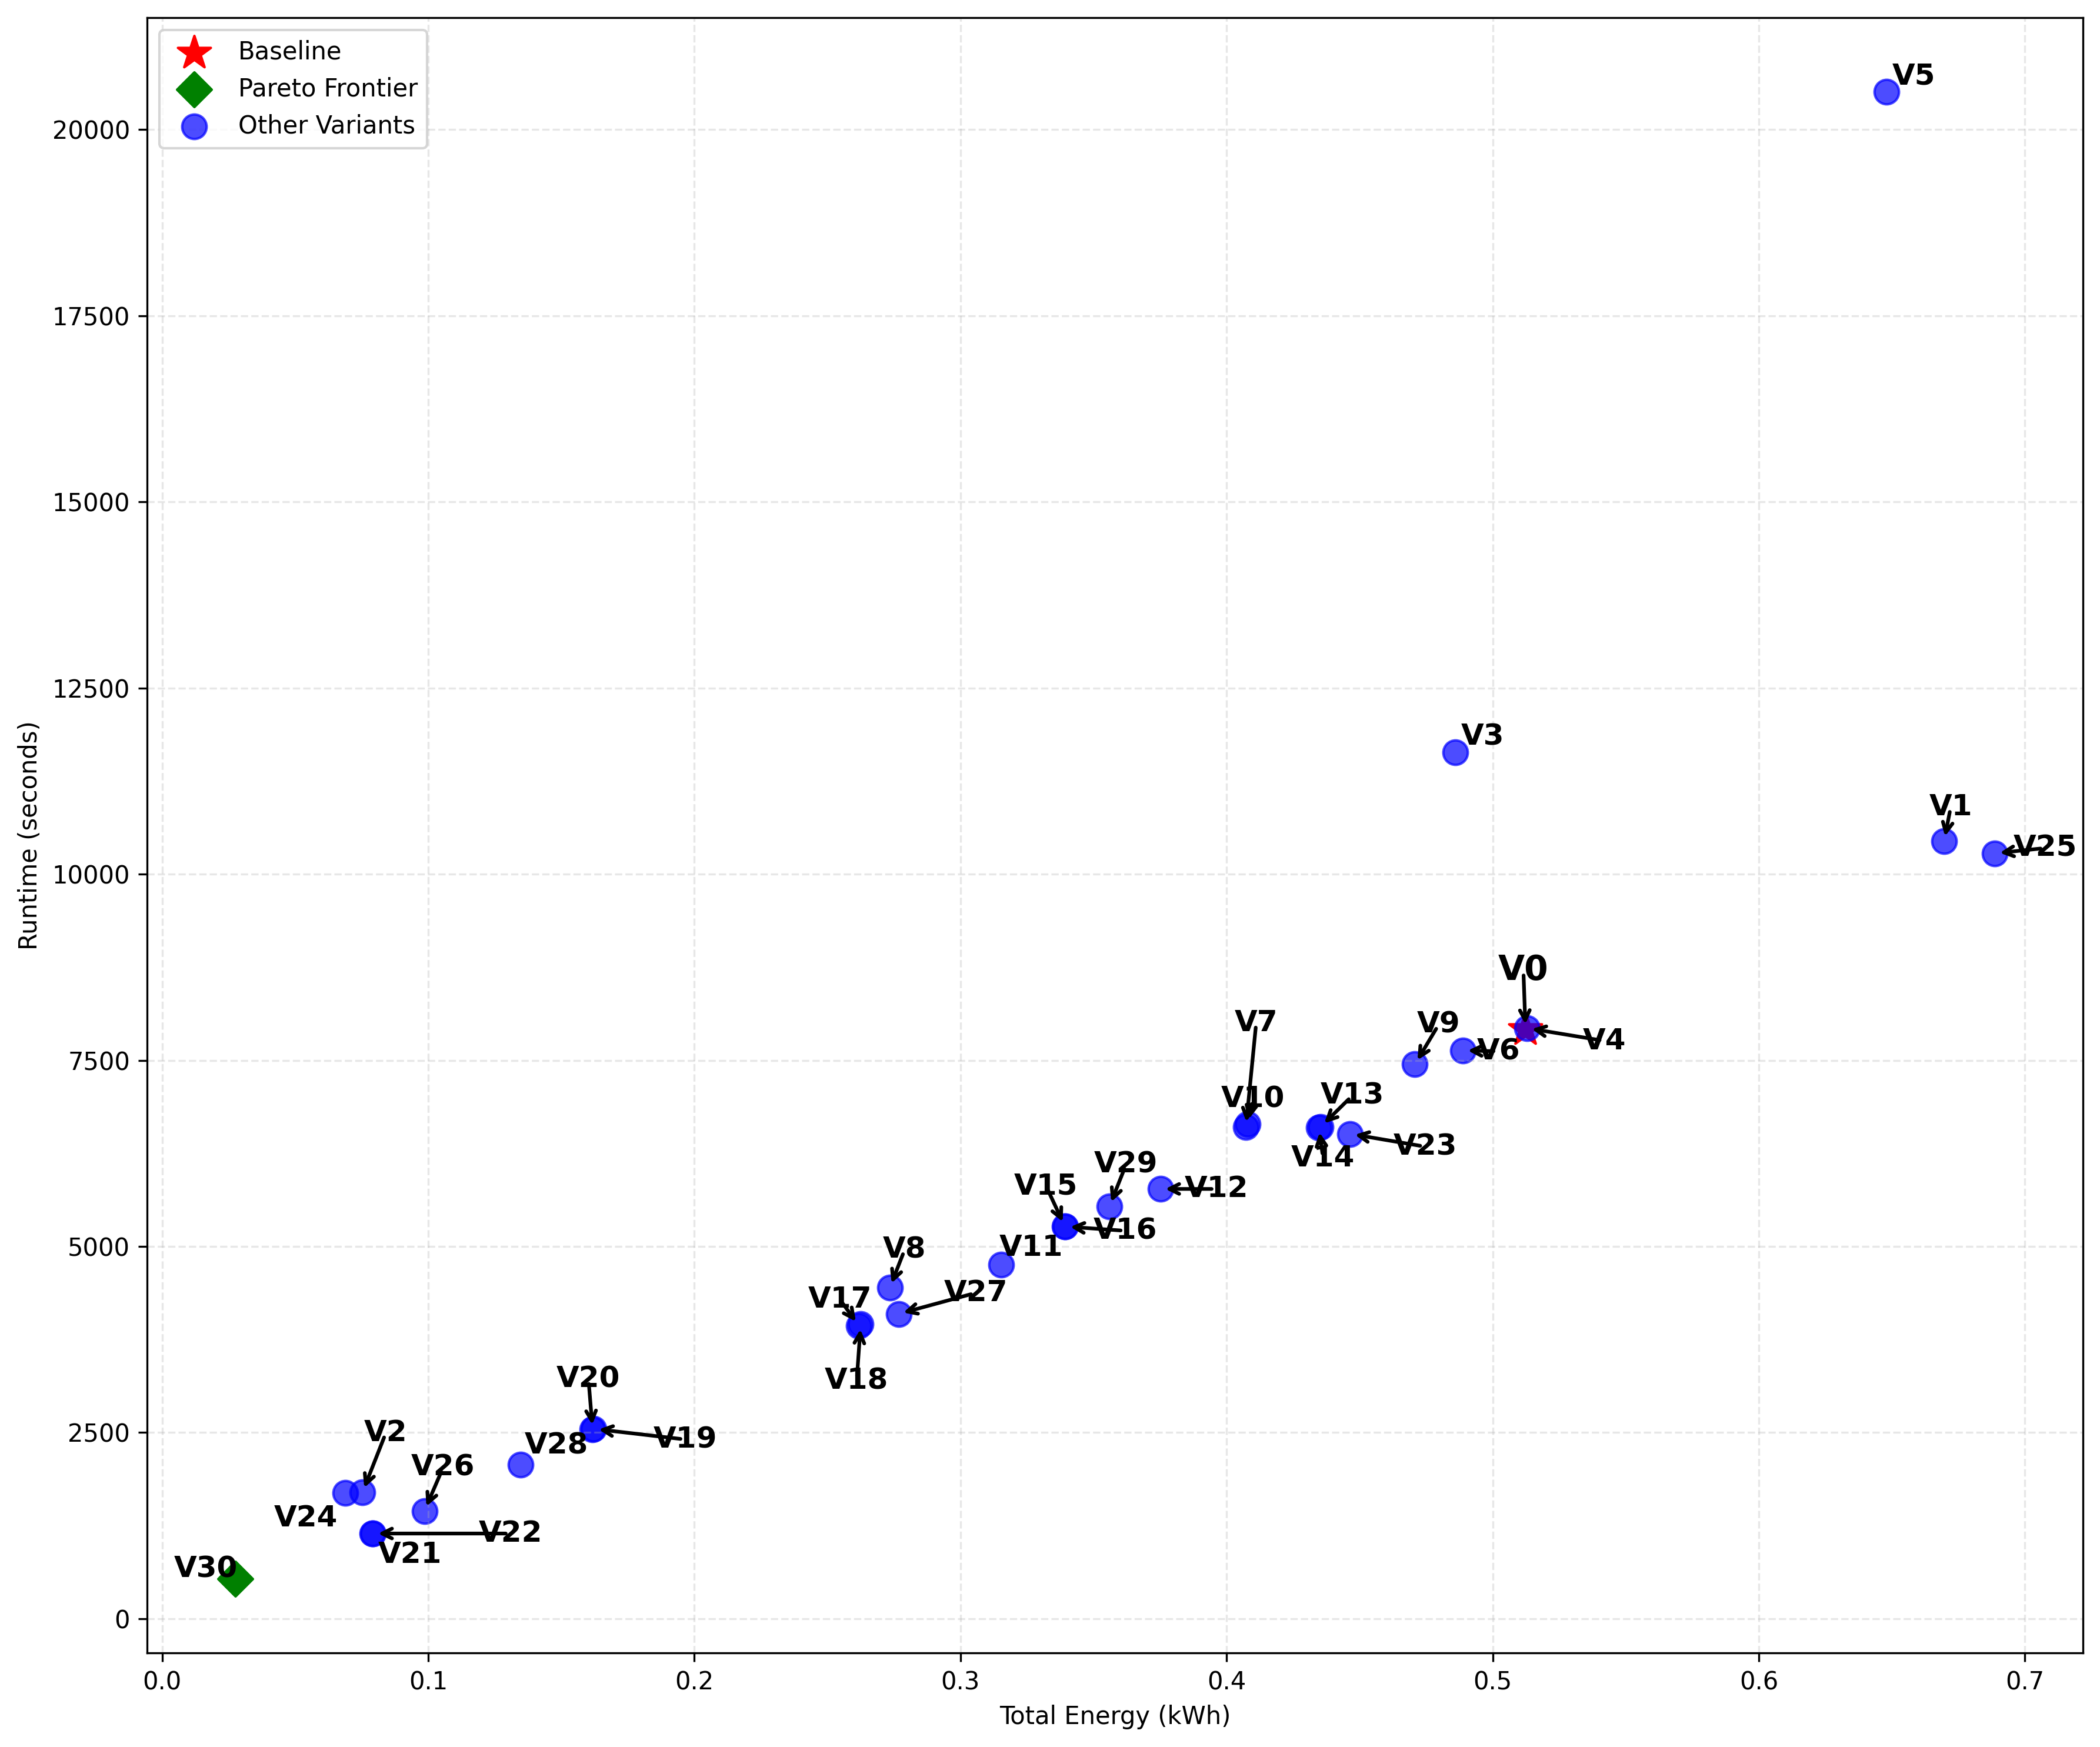 Baseline
Pareto Frontier
Other Variants
V5
V3
V1
V25
V0
V4
V6
V9
V7
V10
V13
V14
V23
V29
V12
V15
V16
V11
V8
V27
V17
V18
V20
V19
V28
V2
V26
V24
V22
V21
V30
20000
17500
15000
12500
10000
7500
5000
2500
0
Runtime (seconds)
0.0 0.1 0.2 0.3 0.4 0.5 0.6 0.7
Total Energy (kWh)